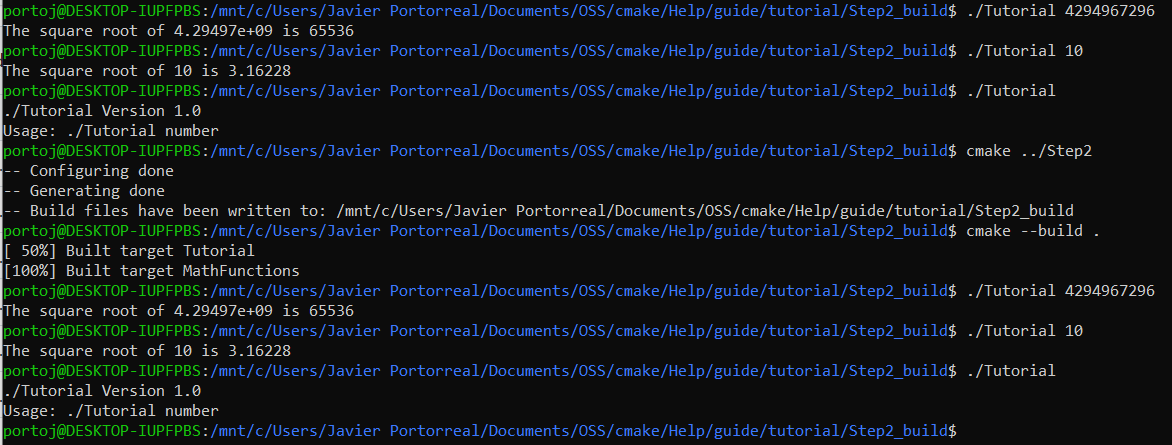 portoj@DESKTOP-IUPFPBS:/mnt/c/Users/Javier Portorreal/Documents/OSS/cmake/Help/guide/tutorial/Step2_build$ ./Tutorial 4294967296
The square root of 4.29497e+09 is 65536
portoj@DESKTOP-IUPFPBS:/mnt/c/Users/Javier Portorreal/Documents/OSS/cmake/Help/guide/tutorial/Step2_build$ ./Tutorial 10
The square root of 10 is 3.16228
portoj@DESKTOP-IUPFPBS:/mnt/c/Users/Javier Portorreal/Documents/OSS/cmake/Help/guide/tutorial/Step2_build$ ./Tutorial
./Tutorial Version 1.0
Usage: ./Tutorial number
portoj@DESKTOP-IUPFPBS:/mnt/c/Users/Javier Portorreal/Documents/OSS/cmake/Help/guide/tutorial/Step2_build$ cmake ../Step2
-- Configuring done
-- Generating done
-- Build files have been written to: /mnt/c/Users/Javier Portorreal/Documents/OSS/cmake/Help/guide/tutorial/Step2_build
portoj@DESKTOP-IUPFPBS:/mnt/c/Users/Javier Portorreal/Documents/OSS/cmake/Help/guide/tutorial/Step2_build$ cmake --build .
[ 50%] Built target Tutorial
[100%] Built target MathFunctions
portoj@DESKTOP-IUPFPBS:/mnt/c/Users/Javier Portorreal/Documents/OSS/cmake/Help/guide/tutorial/Step2_build$ ./Tutorial 4294967296
The square root of 4.29497e+09 is 65536
portoj@DESKTOP-IUPFPBS:/mnt/c/Users/Javier Portorreal/Documents/OSS/cmake/Help/guide/tutorial/Step2_build$ ./Tutorial 10
The square root of 10 is 3.16228
portoj@DESKTOP-IUPFPBS:/mnt/c/Users/Javier Portorreal/Documents/OSS/cmake/Help/guide/tutorial/Step2_build$ ./Tutorial
./Tutorial Version 1.0
Usage: ./Tutorial number
portoj@DESKTOP-IUPFPBS:/mnt/c/Users/Javier Portorreal/Documents/OSS/cmake/Help/guide/tutorial/Step2_build$